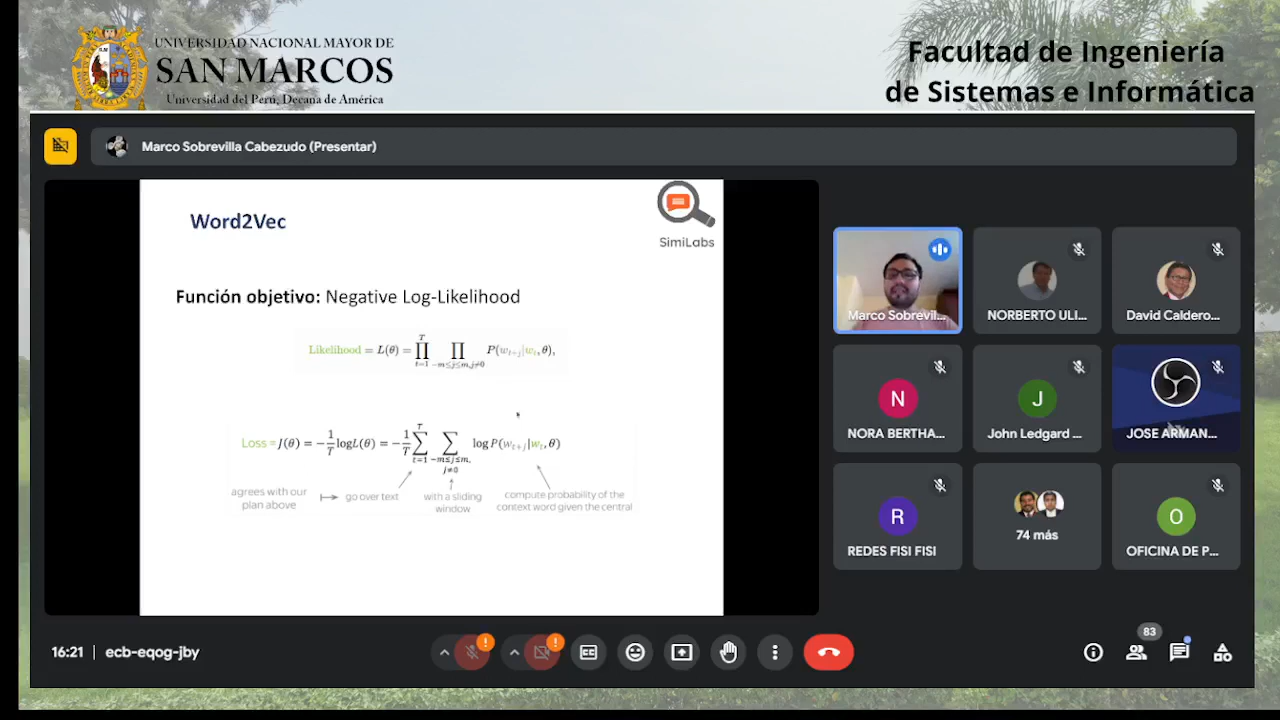 UNIVERSIDAD NACIONAL MAYOR DE
SAN MARCOS
Universidad del Perú, Decana de América
Facultad de Ingeniería
de Sistemas e Informática
Marco Sobrevilla Cabezudo (Presentar)
Word2Vec
SimiLabs
Función objetivo: Negative Log-Likelihood
Likelihood = L(θ) = ∏_{t=1}^{T} ∏_{-m≤j≤m, j≠0} P(w_{t+j}|w_t, θ),
Loss = J(θ) = -1/T log L(θ) = -1/T ∑_{t=1}^{T} ∑_{-m≤j≤m, j≠0} log P(w_{t+j}|w_t, θ)
agrees with our
plan above
go over text
with a sliding
window
compute probability of the
context word given the central
Marco Sobrevil...
NORBERTO ULI...
David Caldero...
N
NORA BERTHA...
J
John Ledgard ...
JOSE ARMAN...
R
REDES FISI FISI
74 más
O
OFICINA DE P...
16:21 | ecb-eqog-jby
83